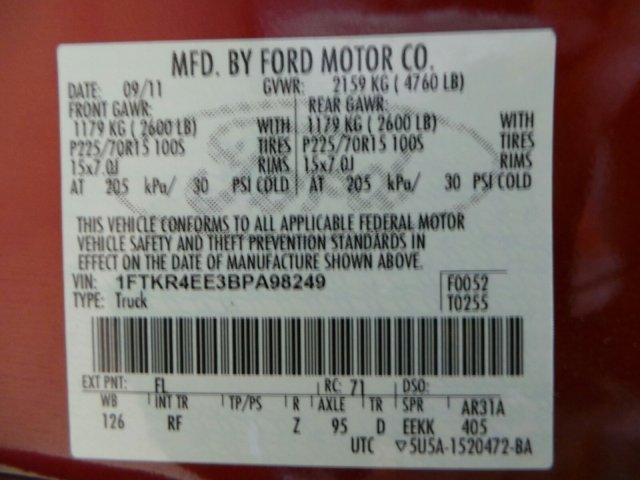 MFD. BY FORD MOTOR CO.
DATE: 09/11 GVWR: 2159 KG ( 4760 LB)
FRONT GAWR: REAR GAWR:
1179 KG (2600 LB) WITH 1179 KG (2600 LB) WITH
P225/70R15 100S TIRES P225/70R15 100S TIRES
15x7.0J RIMS 15x7.0J RIMS
AT 205 kPa/ 30 PSI COLD AT 205 kPa/ 30 PSI COLD
THIS VEHICLE CONFORMS TO ALL APPLICABLE FEDERAL MOTOR
VEHICLE SAFETY AND THEFT PREVENTION STANDARDS IN
EFFECT ON THE DATE OF MANUFACTURE SHOWN ABOVE.
VIN: 1FTKR4EE3BPA98249 F0052
TYPE: Truck T0255
EXT PNT: FL RC: 71 DSO:
WB INT TR TP/PS R AXLE TR SPR AR31A
126 RF Z 95 D EEKK 405
UTC ▽5U5A-1520472-BA